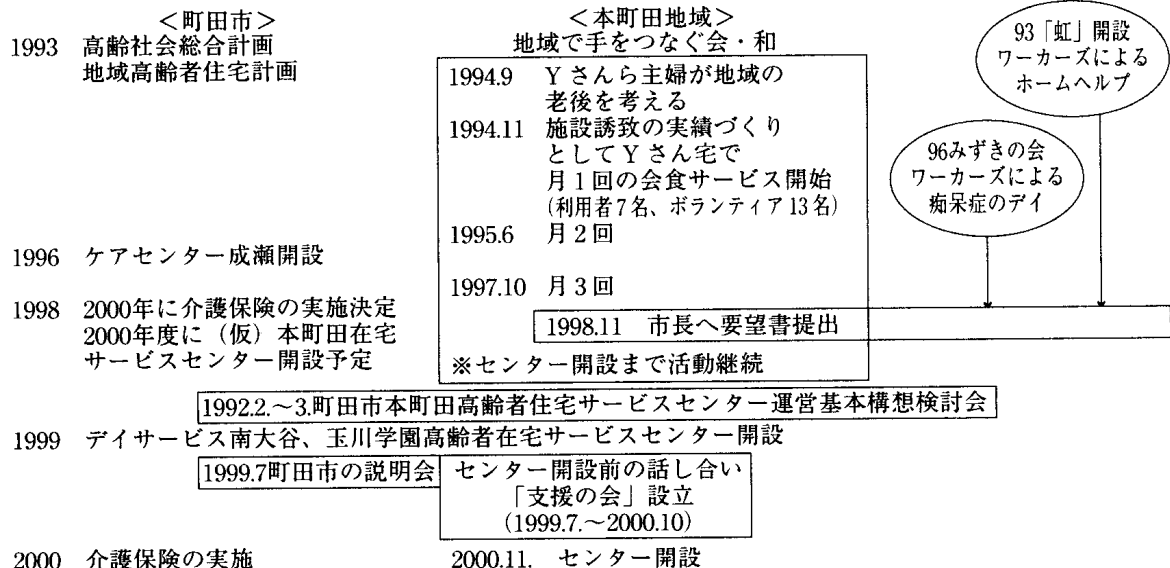 ＜町田市＞
1993 高齢社会総合計画
地域高齢者住宅計画
1996 ケアセンター成瀬開設
1998 2000年に介護保険の実施決定
2000年度に（仮）本町田在宅
サービスセンター開設予定
＜本町田地域＞
地域で手をつなぐ会・和
1994.9 Yさんら主婦が地域の
老後を考える
1994.11 施設誘致の実績づくり
としてYさん宅で
月1回の会食サービス開始
(利用者7名、ボランティア13名)
1995.6 月2回
1997.10 月3回
1998.11 市長へ要望書提出
※センター開設まで活動継続
93「虹」開設
ワーカーズによる
ホームヘルプ
96みずきの会
ワーカーズによる
痴呆症のデイ
1992.2.～3.町田市本町田高齢者住宅サービスセンター運営基本構想検討会
1999 デイサービス南大谷、玉川学園高齢者在宅サービスセンター開設
1999.7町田市の説明会
センター開設前の話し合い
「支援の会」設立
(1999.7.～2000.10)
2000 介護保険の実施
2000.11. センター開設